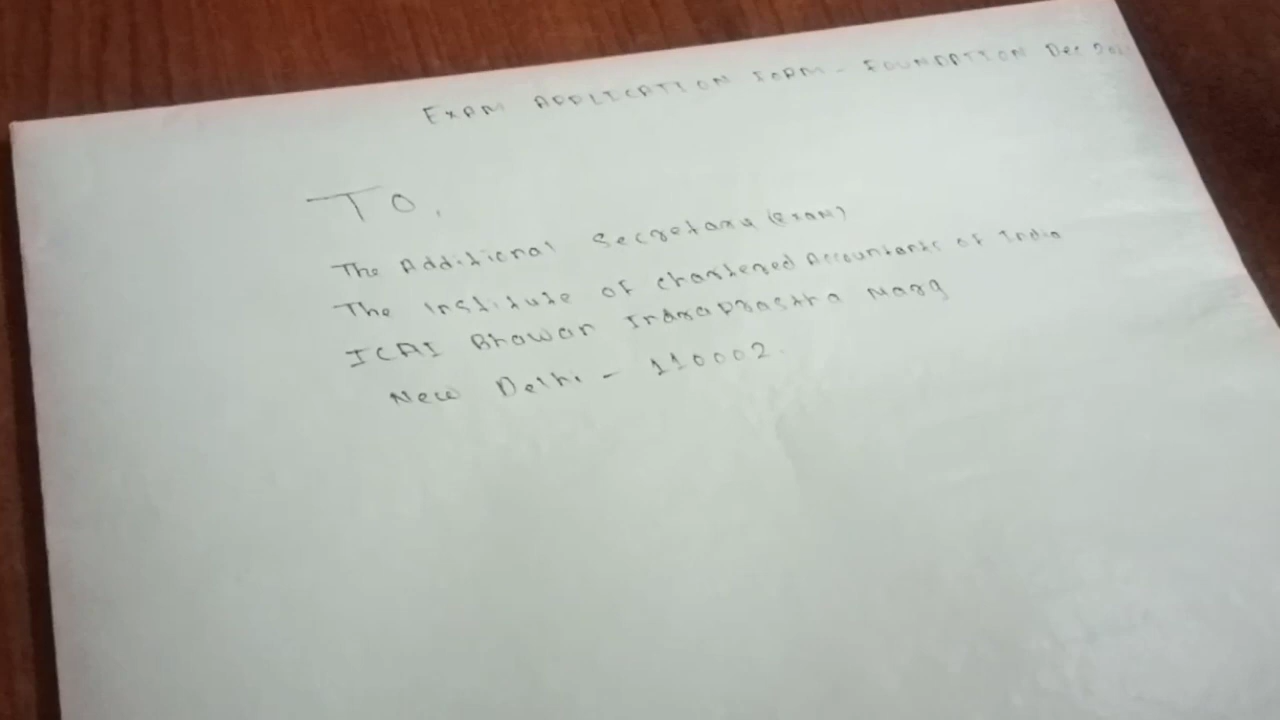 EXAM APPLICATION FORM - FOUNDATION Dec
TO,
The Additional Secretary (EXAM)
The Institute of Chartered Accountants of India
ICAI Bhawan Indraprastha Marg
New Delhi - 110002.